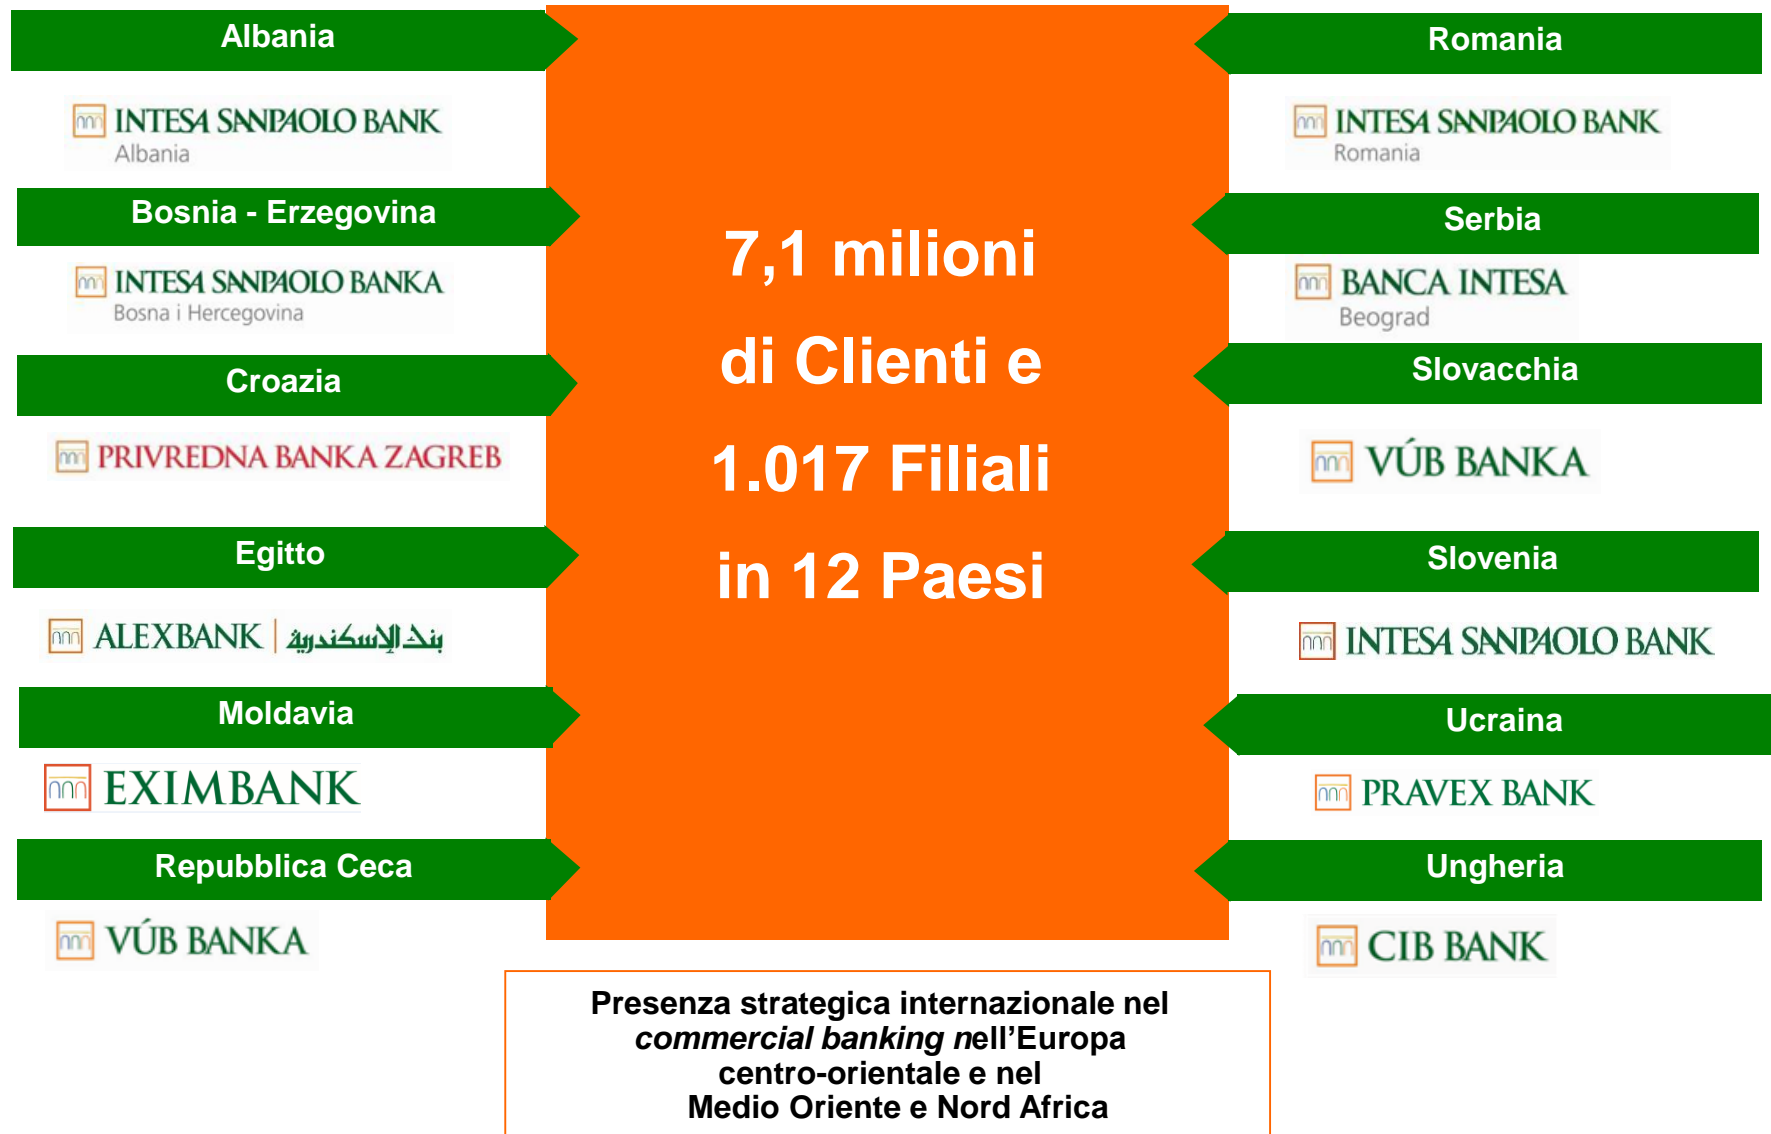 Albania
INTESA SANPAOLO BANK
Albania
Bosnia - Erzegovina
INTESA SANPAOLO BANKA
Bosna i Hercegovina
Croazia
PRIVREDNA BANKA ZAGREB
Egitto
ALEXBANK | بنك الإسكندرية
Moldavia
EXIMBANK
Repubblica Ceca
VÚB BANKA
7,1 milioni
di Clienti e
1.017 Filiali
in 12 Paesi
Romania
INTESA SANPAOLO BANK
Romania
Serbia
BANCA INTESA
Beograd
Slovacchia
VÚB BANKA
Slovenia
INTESA SANPAOLO BANK
Ucraina
PRAVEX BANK
Ungheria
CIB BANK
Presenza strategica internazionale nel
commercial banking nell’Europa
centro-orientale e nel
Medio Oriente e Nord Africa